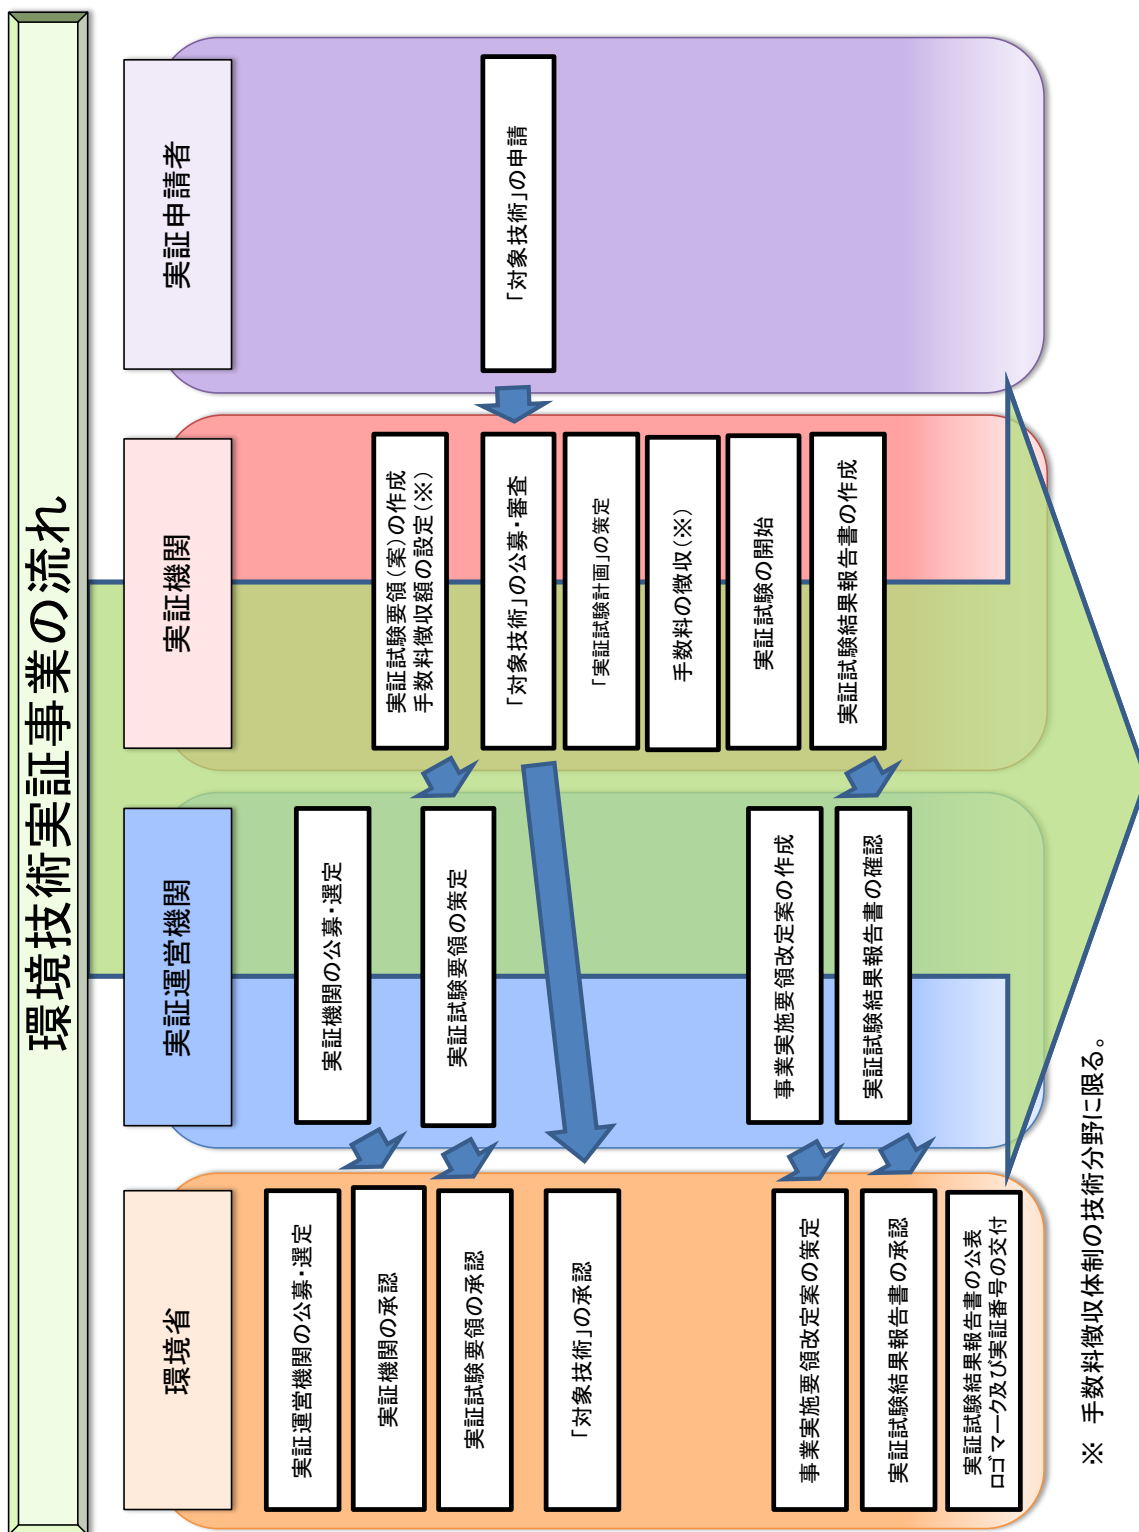 環境技術実証事業の流れ
環境省
実証運営機関の公募・選定
実証機関の承認
実証試験要領の承認
「対象技術」の承認
事業実施要領改定案の策定
実証試験結果報告書の承認
実証試験結果報告書の公表
ロゴマーク及び実証番号の交付
実証運営機関
実証機関の公募・選定
実証試験要領の策定
事業実施要領改定案の作成
実証試験結果報告書の確認
実証機関
実証試験要領(案)の作成
手数料徴収額の設定(※)
「対象技術」の公募・審査
「実証試験計画」の策定
手数料の徴収(※)
実証試験の開始
実証試験結果報告書の作成
実証申請者
「対象技術」の申請
※ 手数料徴収体制の技術分野に限る。